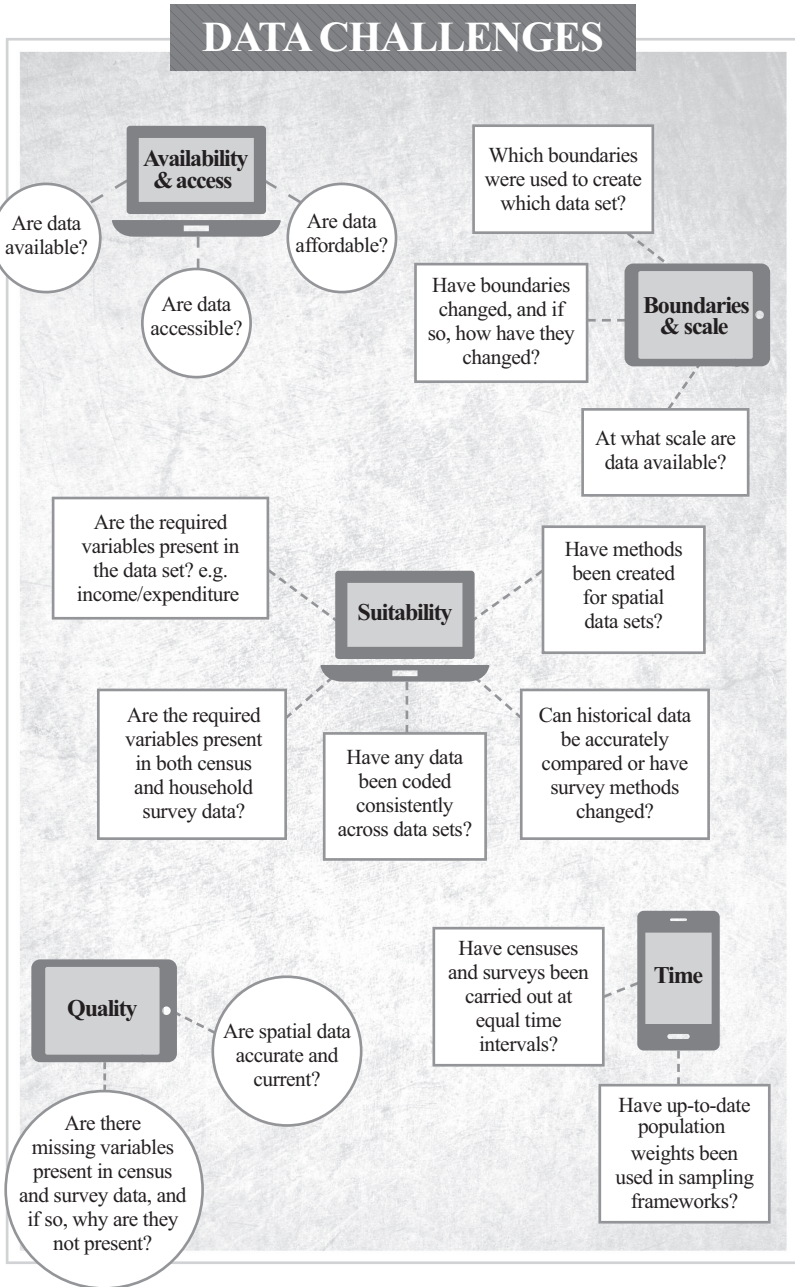 DATA CHALLENGES
Availability
& access
Are data
available?
Are data
accessible?
Are data
affordable?
Which boundaries
were used to create
which data set?
Have boundaries
changed, and if
so, how have they
changed?
Boundaries
& scale
At what scale are
data available?
Are the required
variables present in
the data set? e.g.
income/expenditure
Suitability
Have methods
been created
for spatial
data sets?
Are the required
variables present
in both census
and household
survey data?
Have any data
been coded
consistently
across data sets?
Can historical data
be accurately
compared or have
survey methods
changed?
Quality
Are spatial data
accurate and
current?
Are there
missing variables
present in census
and survey data, and
if so, why are they
not present?
Have censuses
and surveys been
carried out at
equal time
intervals?
Time
Have up-to-date
population
weights been
used in sampling
frameworks?